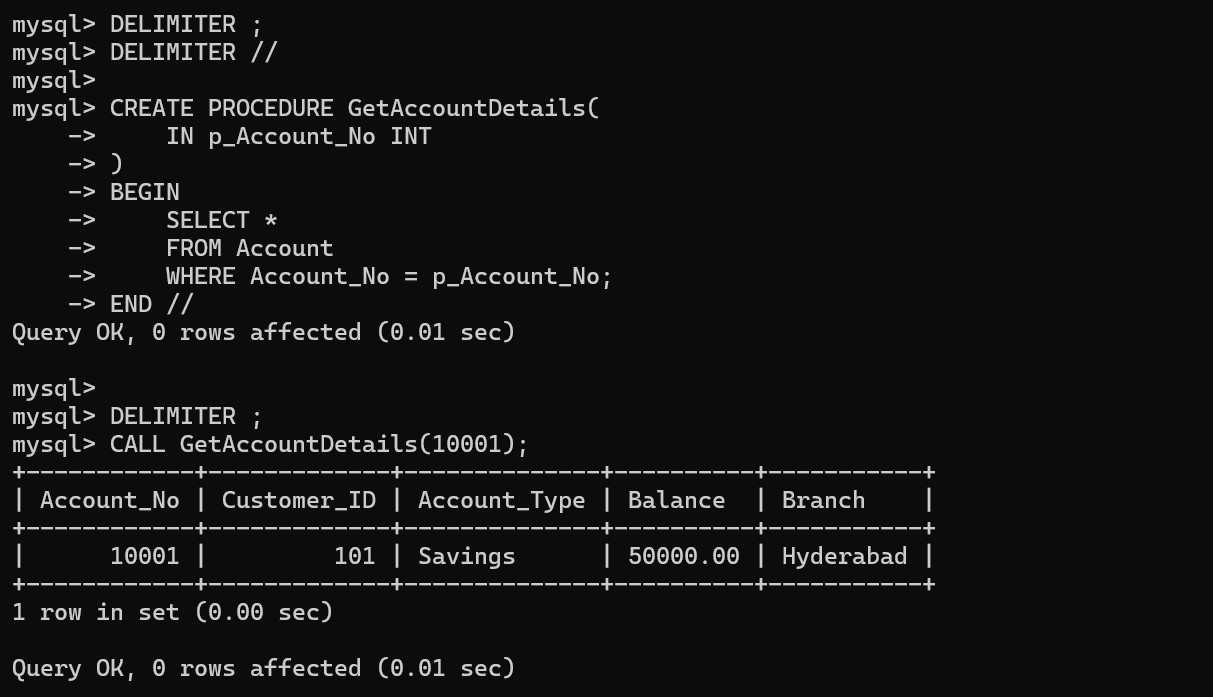 mysql> DELIMITER ;
mysql> DELIMITER //
mysql>
mysql> CREATE PROCEDURE GetAccountDetails(
    ->     IN p_Account_No INT
    -> )
    -> BEGIN
    ->     SELECT *
    ->     FROM Account
    ->     WHERE Account_No = p_Account_No;
    -> END //
Query OK, 0 rows affected (0.01 sec)

mysql>
mysql> DELIMITER ;
mysql> CALL GetAccountDetails(10001);
+------------+-------------+--------------+----------+-----------+
| Account_No | Customer_ID | Account_Type | Balance  | Branch    |
+------------+-------------+--------------+----------+-----------+
|      10001 |         101 | Savings      | 50000.00 | Hyderabad |
+------------+-------------+--------------+----------+-----------+
1 row in set (0.00 sec)

Query OK, 0 rows affected (0.01 sec)